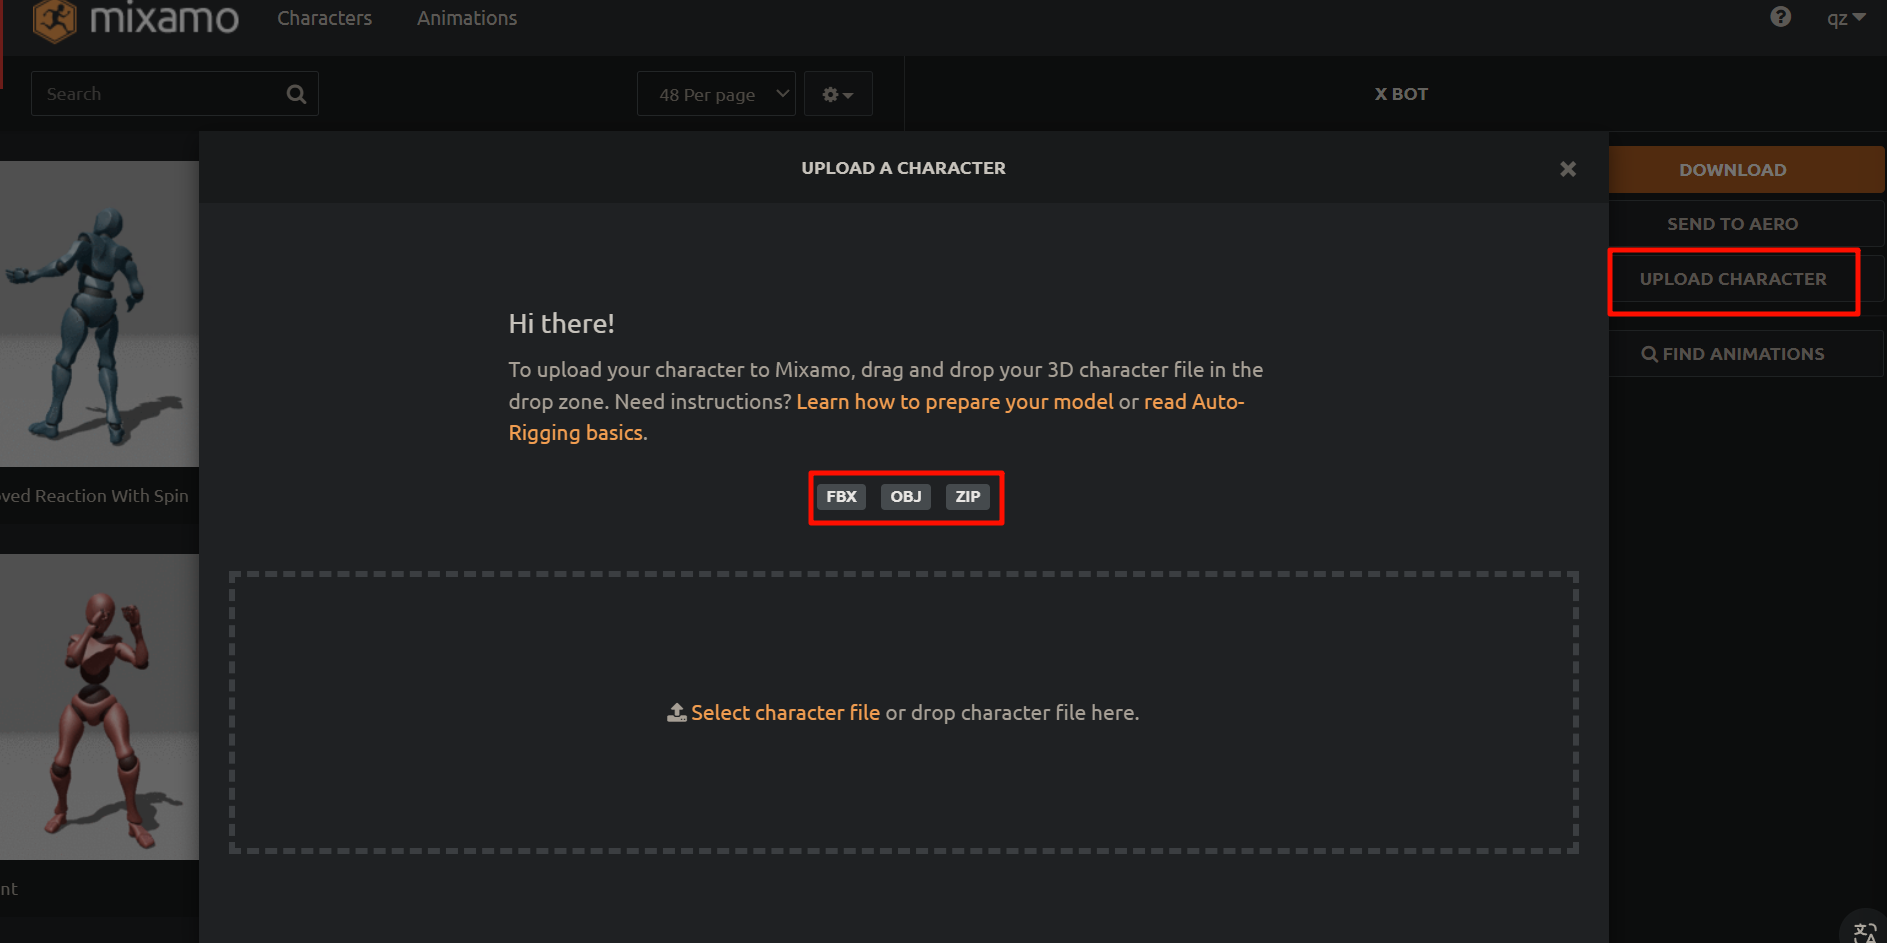 mixamo
Characters
Animations
qz
Search
48 Per page
X BOT
UPLOAD A CHARACTER
DOWNLOAD
SEND TO AERO
UPLOAD CHARACTER
FIND ANIMATIONS
Hi there!
To upload your character to Mixamo, drag and drop your 3D character file in the
drop zone. Need instructions? Learn how to prepare your model or read Auto-
Rigging basics.
FBX OBJ ZIP
Reaction With Spin
Select character file or drop character file here.